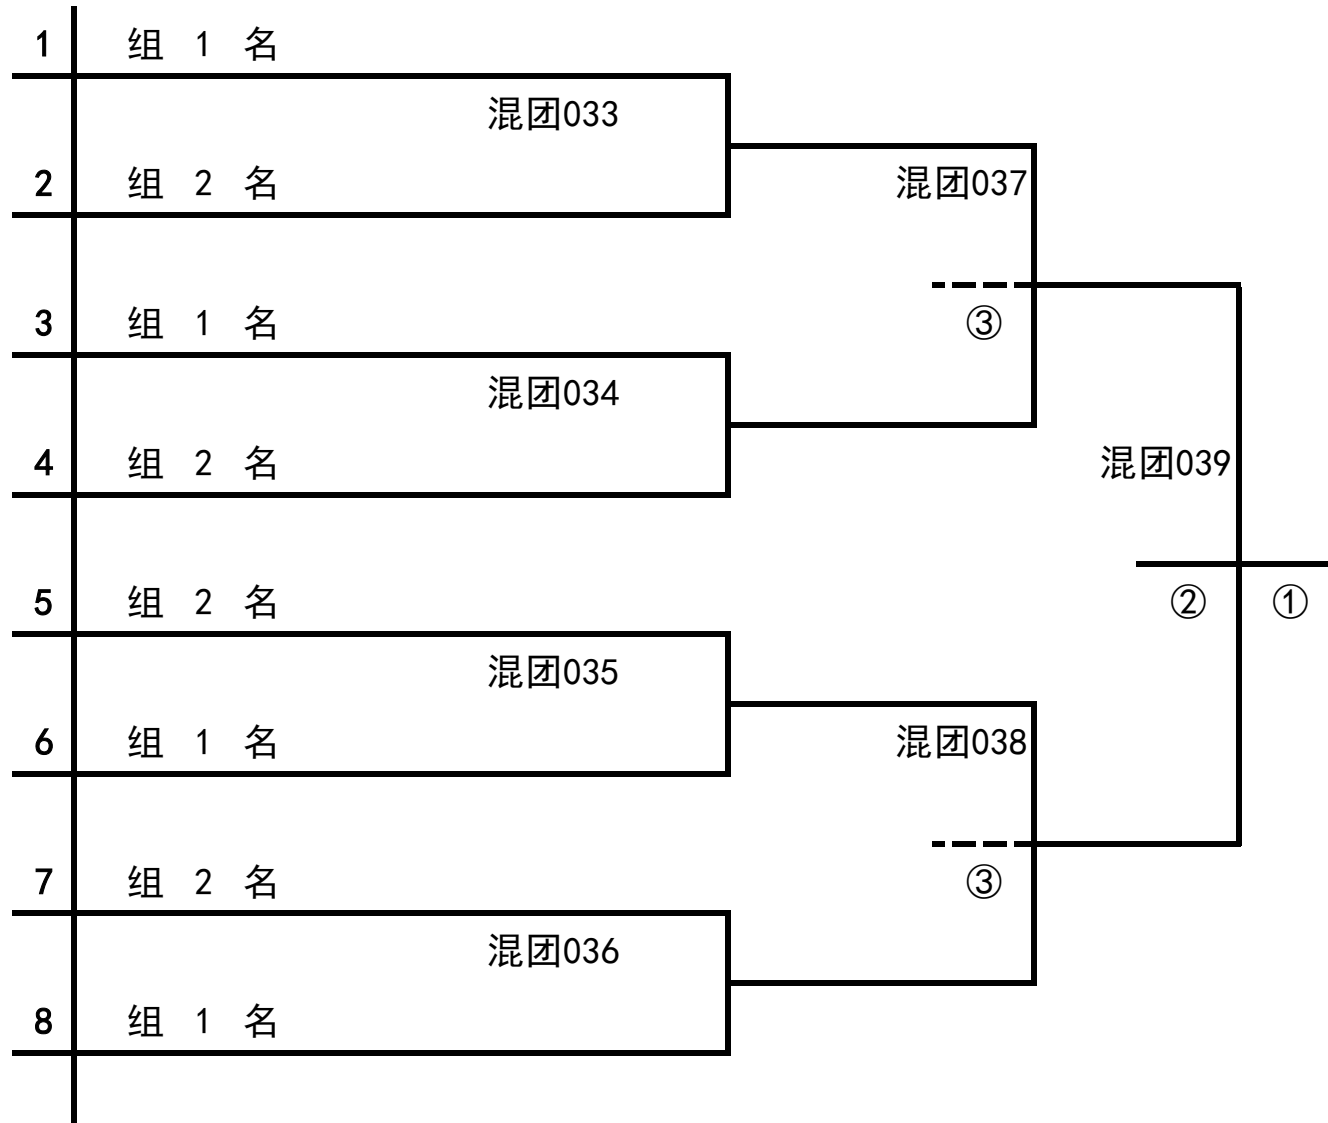 1 组 1 名
混团033
2 组 2 名
混团037
3 组 1 名
③
混团034
4 组 2 名
混团039
5 组 2 名
② ①
混团035
6 组 1 名
混团038
7 组 2 名
③
混团036
8 组 1 名